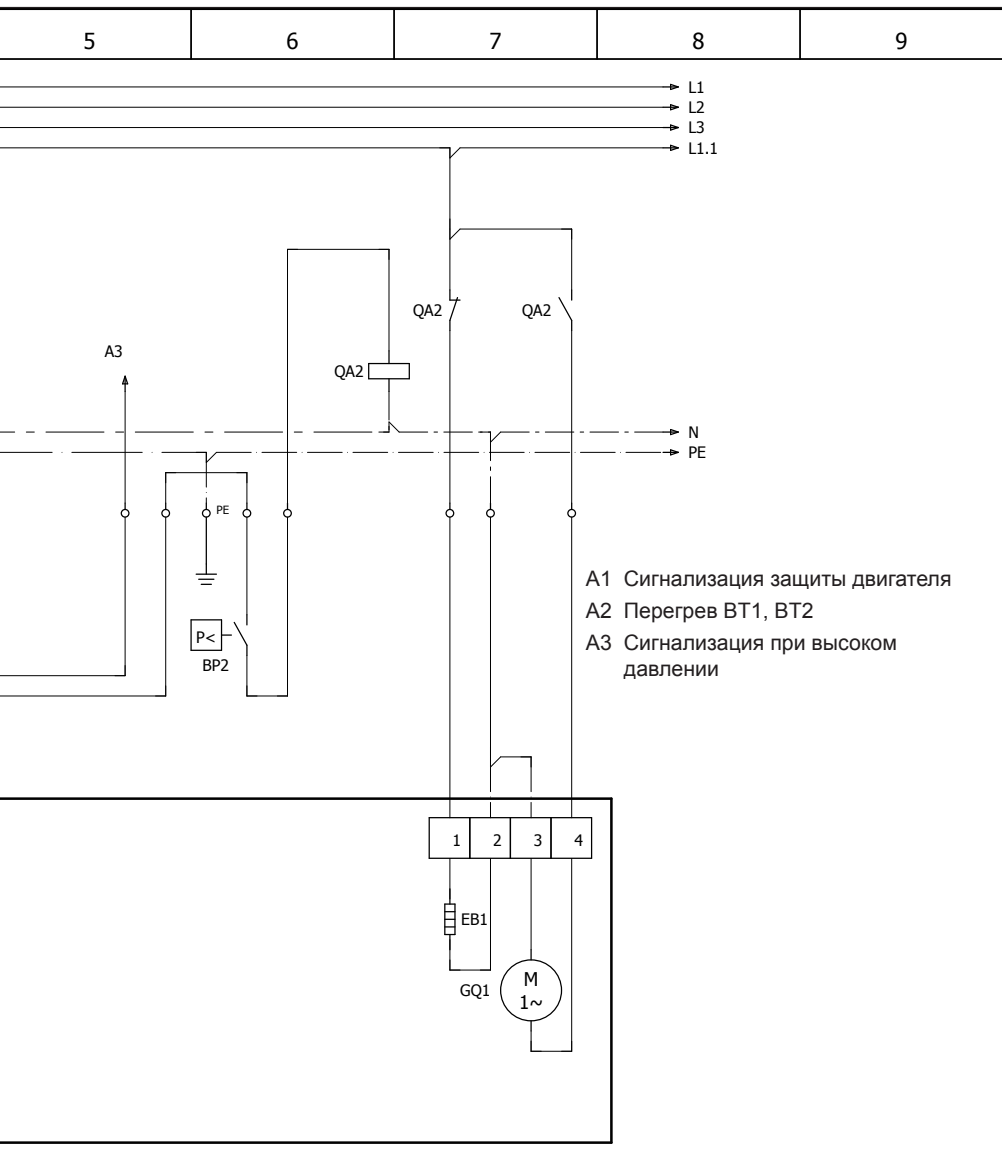 5 6 7 8 9
L1
L2
L3
L1.1
QA2 QA2
A3
QA2
N
PE
PE
A1 Сигнализация защиты двигателя
A2 Перегрев BT1, BT2
A3 Сигнализация при высоком
давлении
P<
BP2
1 2 3 4
EB1
GQ1 M
1~